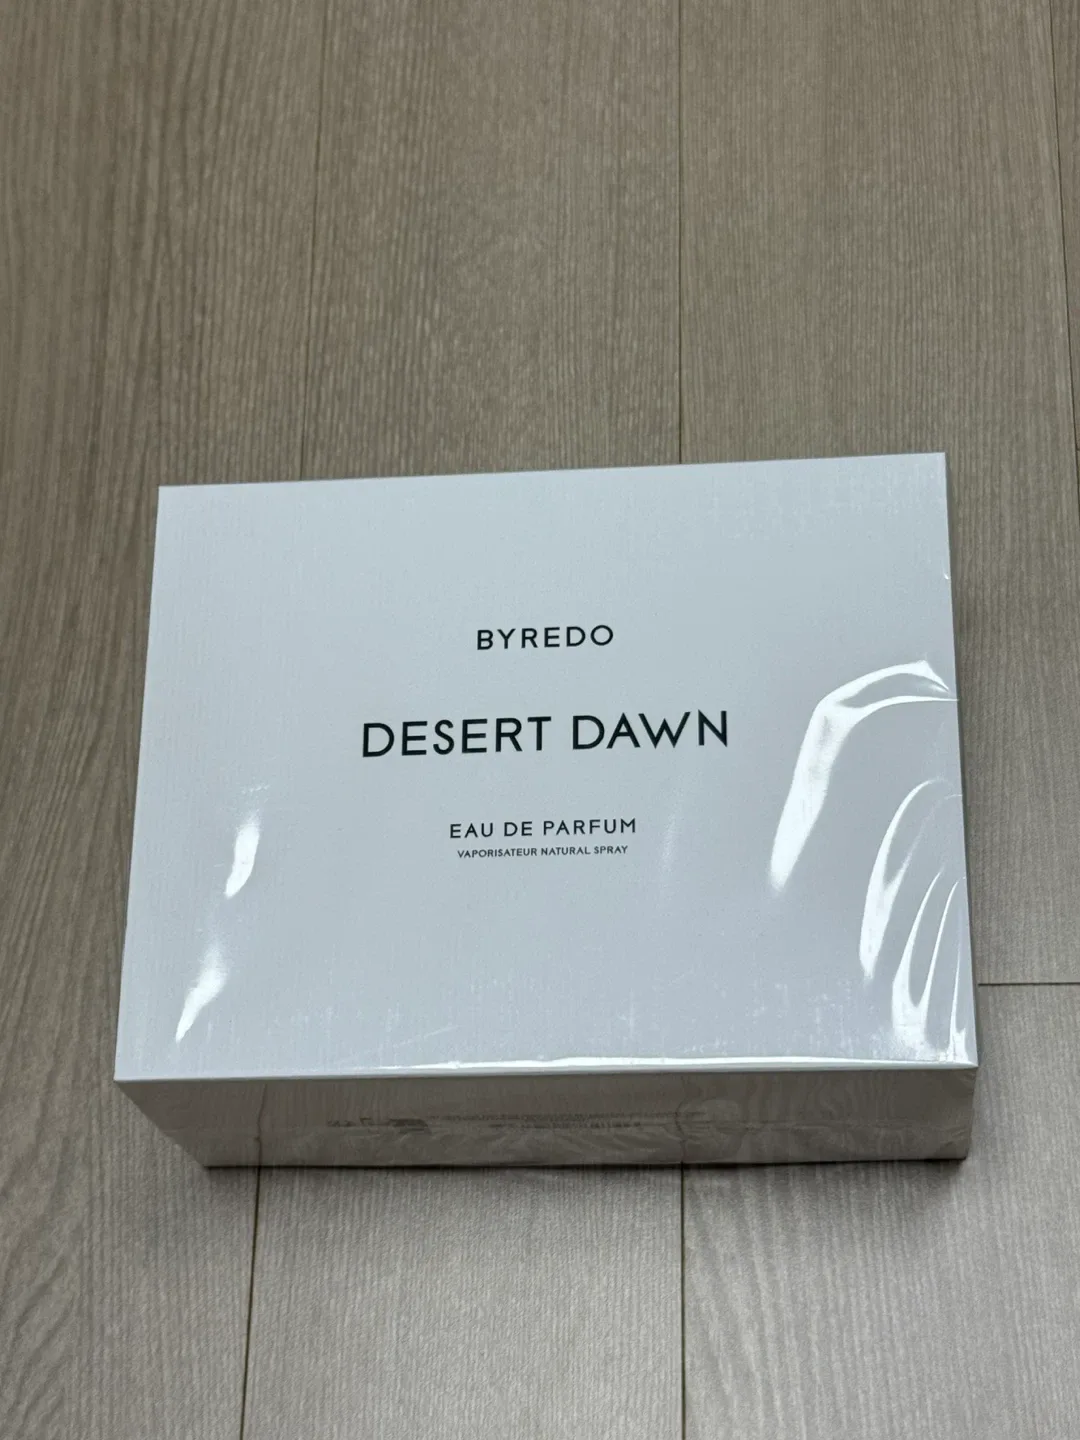 BYREDO
DESERT DAWN
EAU DE PARFUM
VAPORISATEUR NATURAL SPRAY